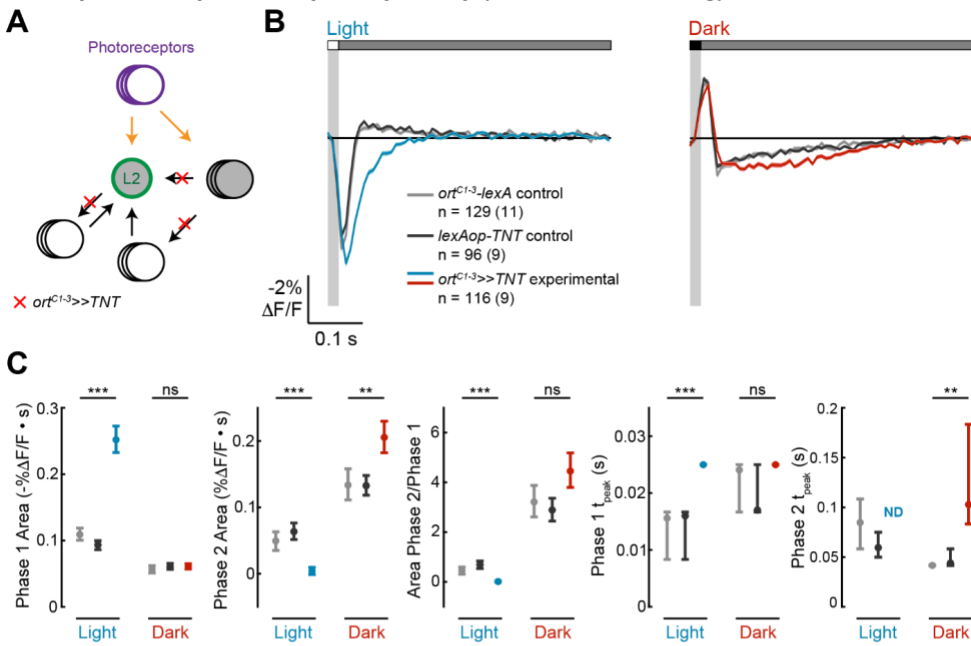 A
Photoreceptors
L2
ort^C1-3>>TNT
B
Light
Dark
ort^C1-3-lexA control
n = 129 (11)
lexAop-TNT control
n = 96 (9)
ort^C1-3>>TNT experimental
n = 116 (9)
-2%
ΔF/F
0.1 s
C
Phase 1 Area (-%ΔF/F • s)
0.3
0.2
0.1
0
***
ns
Light
Dark
Phase 2 Area (%ΔF/F • s)
0.2
0.1
0
***
**
Light
Dark
Area Phase 2/Phase 1
6
4
2
0
***
ns
Light
Dark
Phase 1 t_peak (s)
0.03
0.02
0.01
0
***
ns
Light
Dark
Phase 2 t_peak (s)
0.2
0.15
0.1
0.05
0
ND
**
Light
Dark